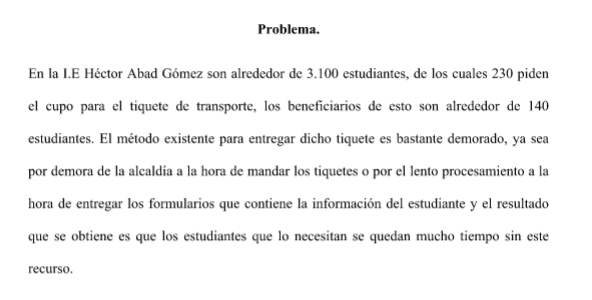 Problema.
En la I.E Héctor Abad Gómez son alrededor de 3.100 estudiantes, de los cuales 230 piden
el cupo para el tiquete de transporte, los beneficiarios de esto son alrededor de 140
estudiantes. El método existente para entregar dicho tiquete es bastante demorado, ya sea
por demora de la alcaldía a la hora de mandar los tiquetes o por el lento procesamiento a la
hora de entregar los formularios que contiene la información del estudiante y el resultado
que se obtiene es que los estudiantes que lo necesitan se quedan mucho tiempo sin este
recurso.